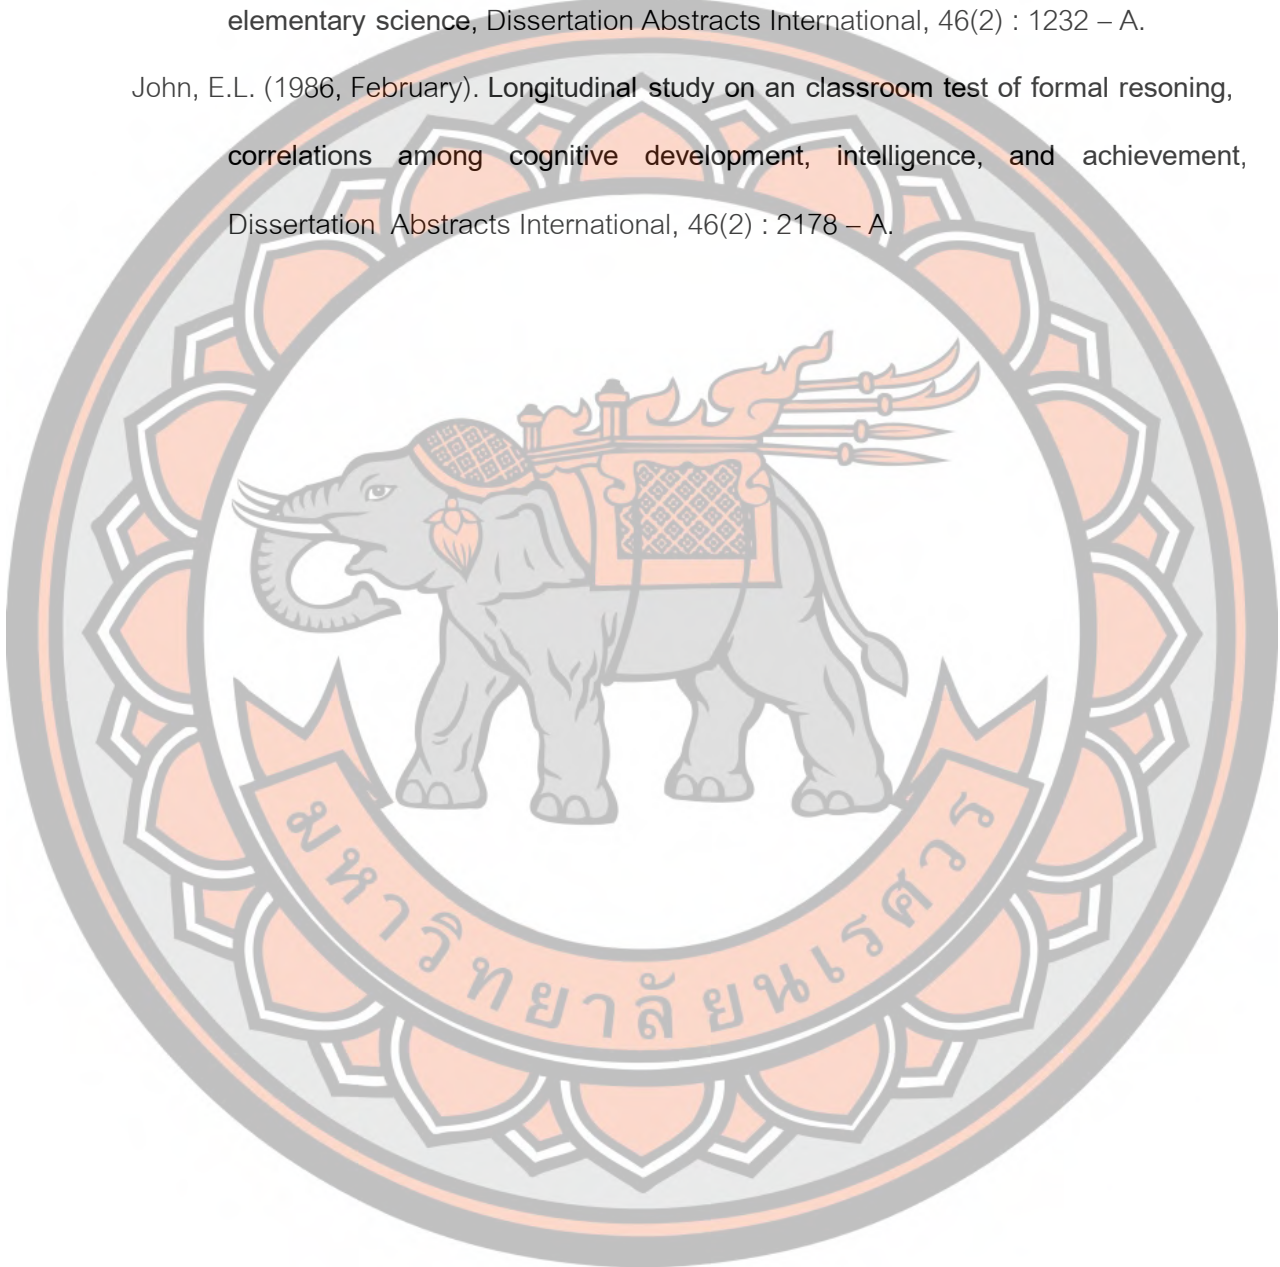 elementary science, Dissertation Abstracts International, 46(2) : 1232 – A.
John, E.L. (1986, February). Longitudinal study on an classroom test of formal resoning,
correlations among cognitive development, intelligence, and achievement,
Dissertation Abstracts International, 46(2) : 2178 – A.
มหาวิทยาลัยนเรศวร